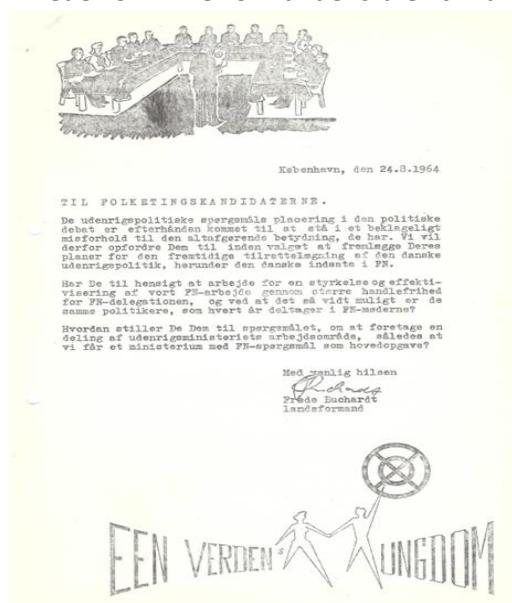 København, den 24.8.1964
TIL FOLKETINGSKANDIDATERNE.
De udenrigspolitiske spørgsmåls placering i den politiske
debat er efterhånden kommet til at stå i et beklageligt
misforhold til den altafgørende betydning, de har. Vi vil
derfor opfordre Dem til inden valget at fremlægge Deres
planer for den fremtidige tilrettelægning af den danske
udenrigspolitik, herunder den danske indsats i FN.
Har De til hensigt at arbejde for en styrkelse og effekti-
visering af vort FN-arbejde gennem større handlefrihed
for FN-delegationen, og ved at det så vidt muligt er de
samme politikere, som hvert år deltager i FN-møderne?
Hvordan stiller De Dem til spørgsmålet, om at foretage en
deling af udenrigsministeriets arbejdsområde, således at
vi får et ministerium med FN-spørgsmål som hovedopgave?
Med venlig hilsen
Frede Buchardt
landsformand
EEN VERDEN's UNGDOM